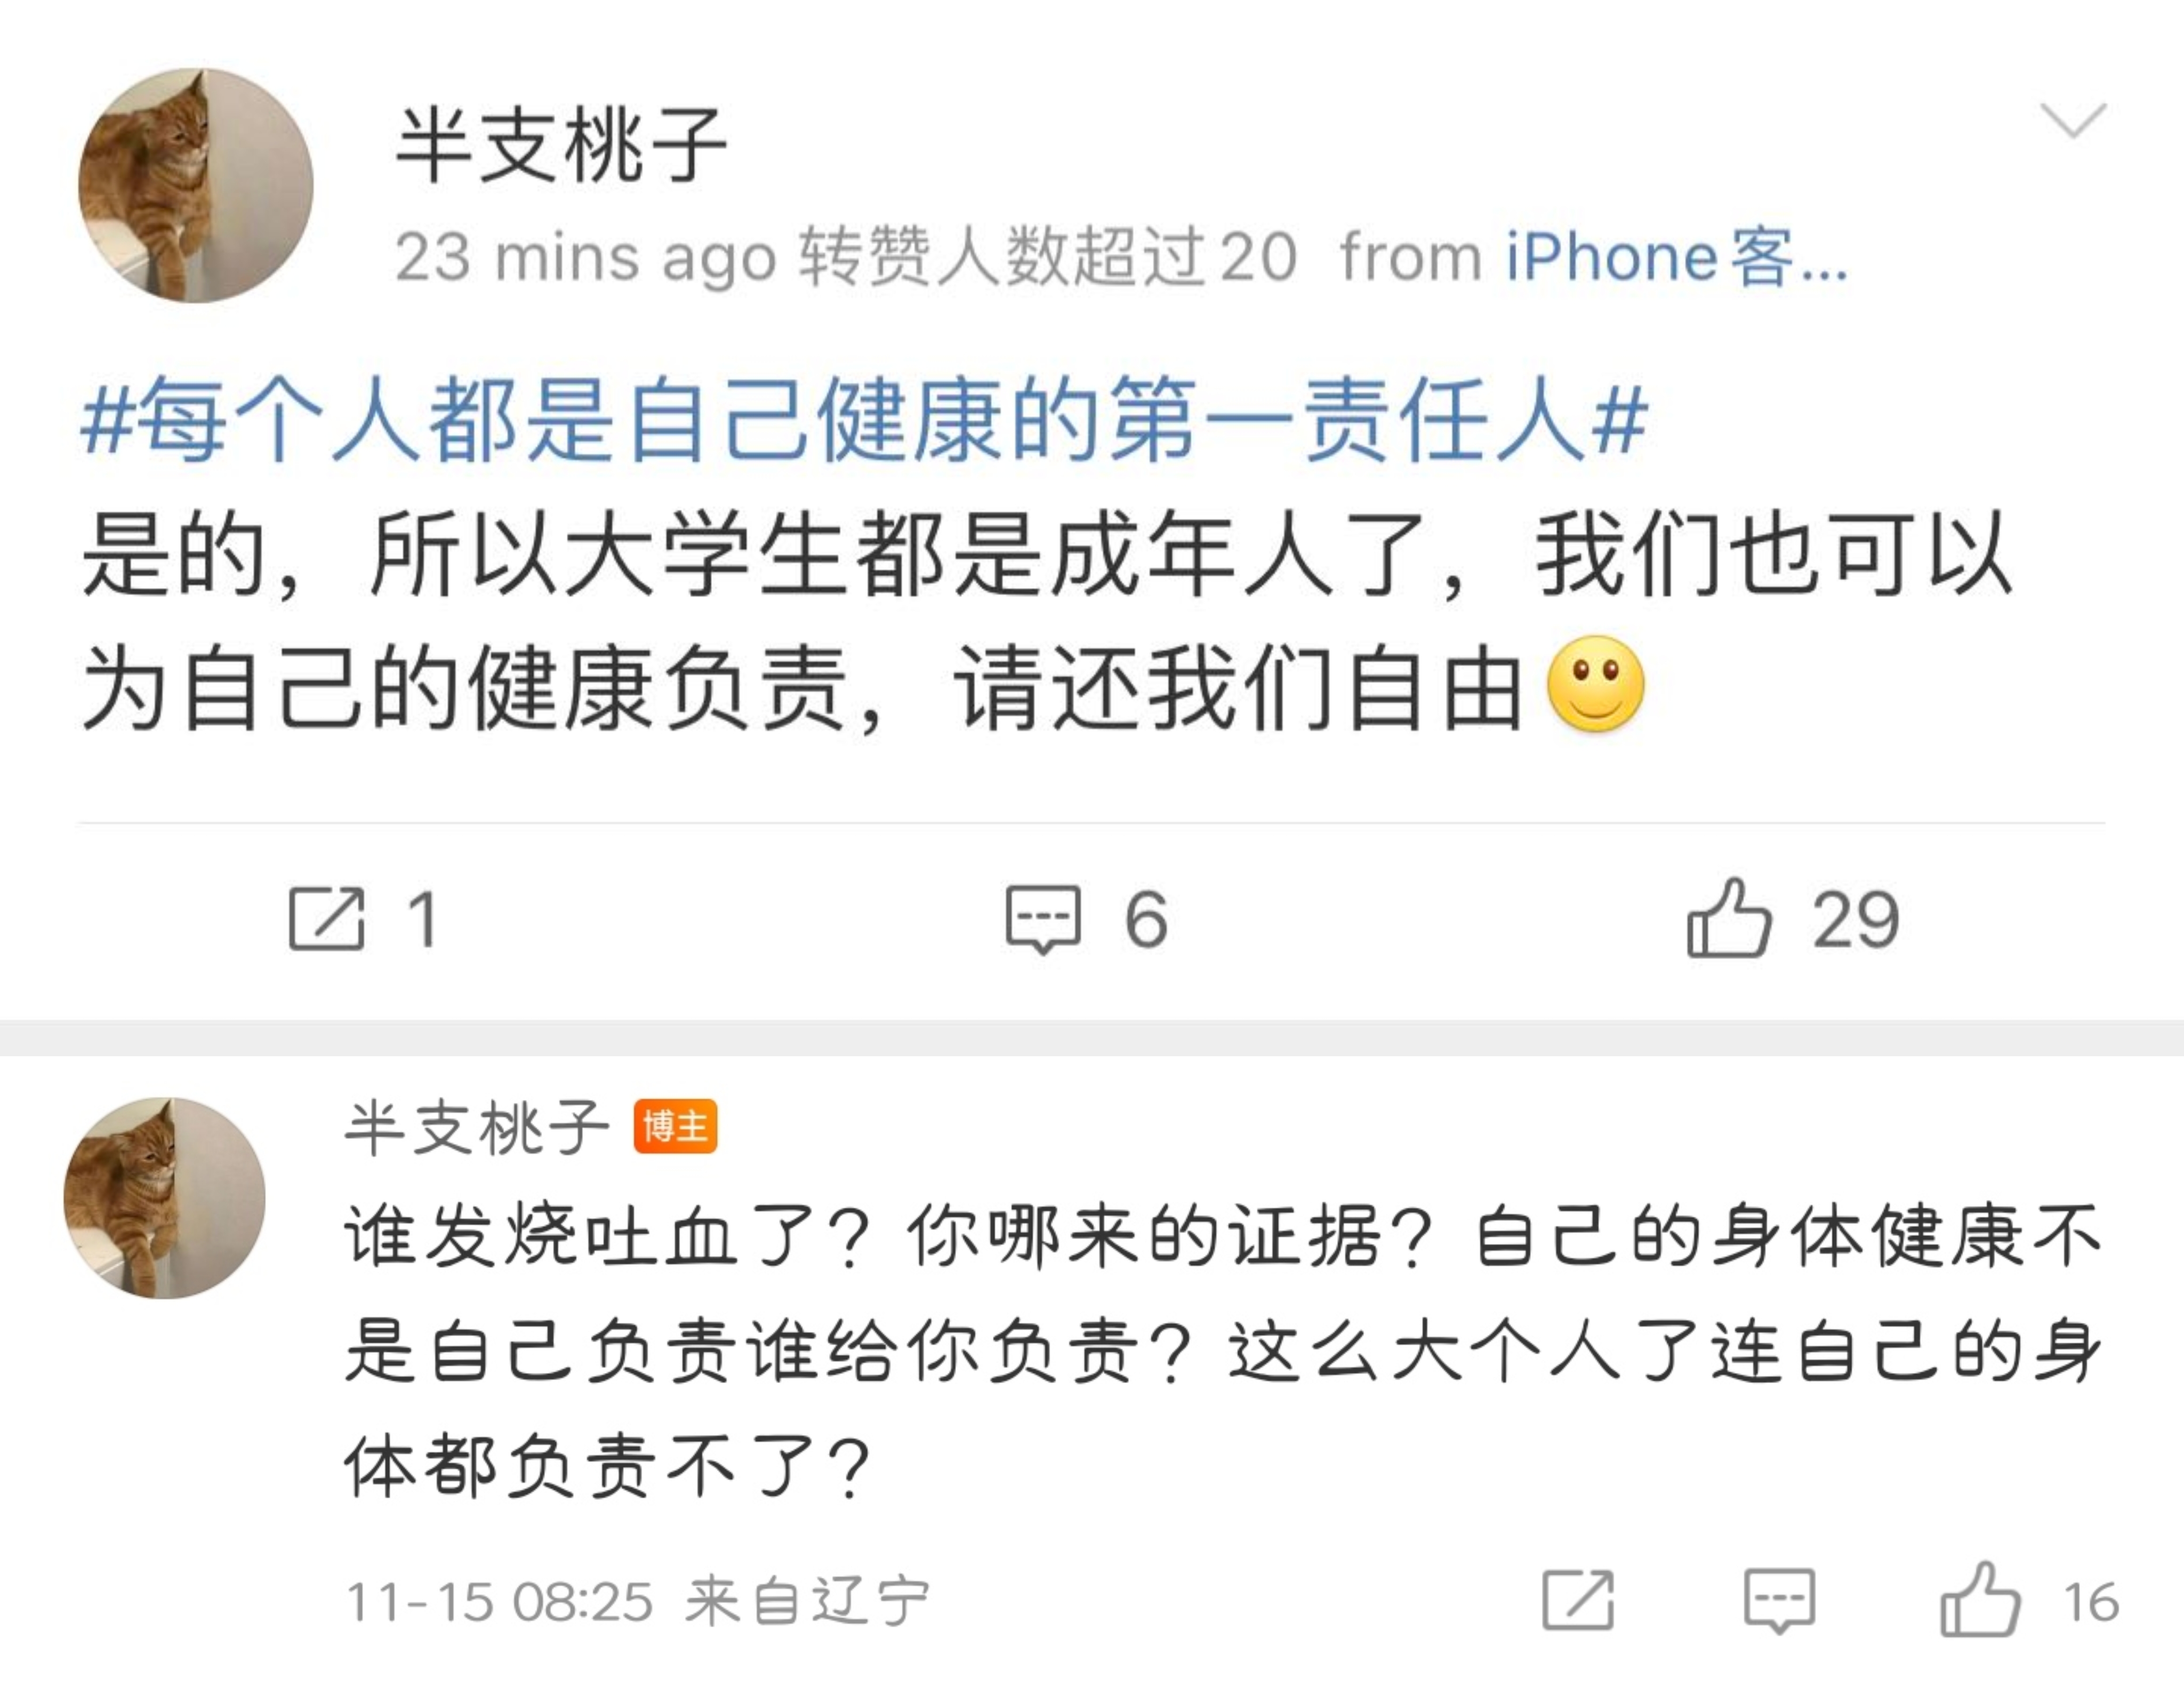 半支桃子
23 mins ago 转赞人数超过20 from iPhone客...
#每个人都是自己健康的第一责任人#
是的，所以大学生都是成年人了，我们也可以
为自己的健康负责，请还我们自由
1 6 29
半支桃子 博主
谁发烧吐血了？你哪来的证据？自己的身体健康不
是自己负责谁给你负责？这么大个人了连自己的身
体都负责不了？
11-15 08:25 来自辽宁 16